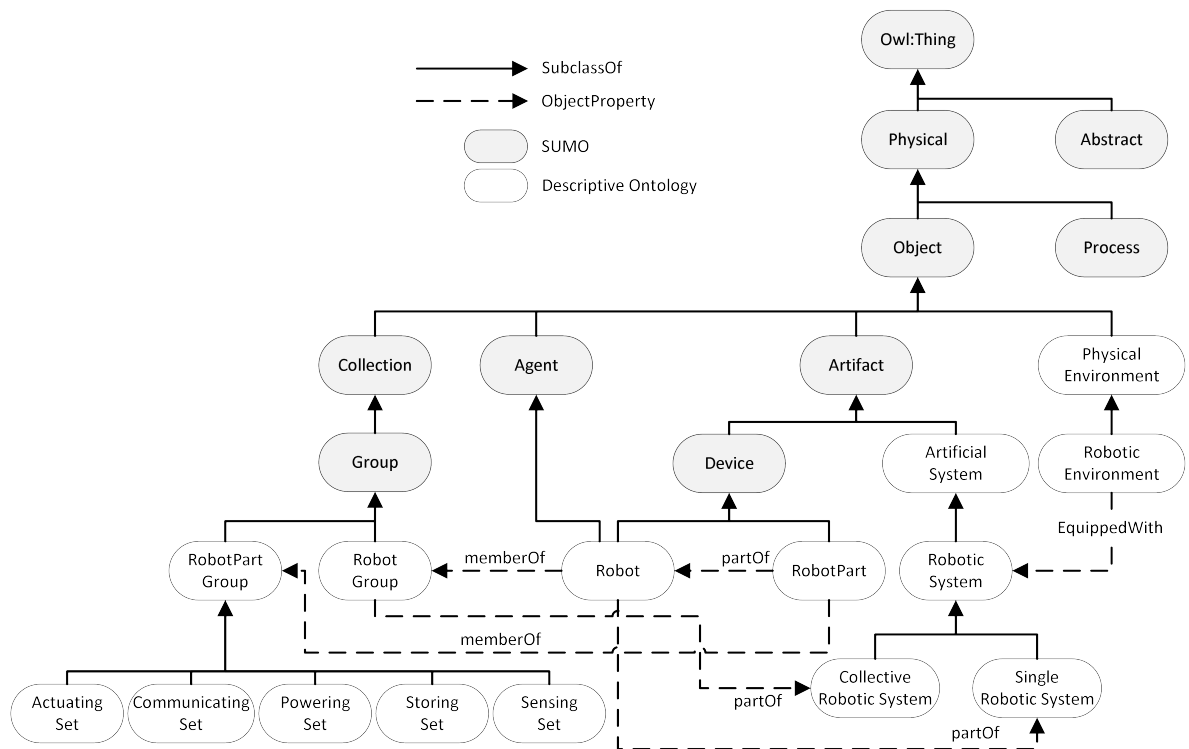 Owl:Thing
SubclassOf
ObjectProperty
SUMO
Descriptive Ontology
Physical
Abstract
Object
Process
Collection
Agent
Artifact
Physical
Environment
Group
Device
Artificial
System
Robotic
Environment
EquippedWith
RobotPart
Group
Robot
Group
memberOf
Robot
partOf
RobotPart
Robotic
System
memberOf
Actuating
Set
Communicating
Set
Powering
Set
Storing
Set
Sensing
Set
partOf
Collective
Robotic System
Single
Robotic System
partOf